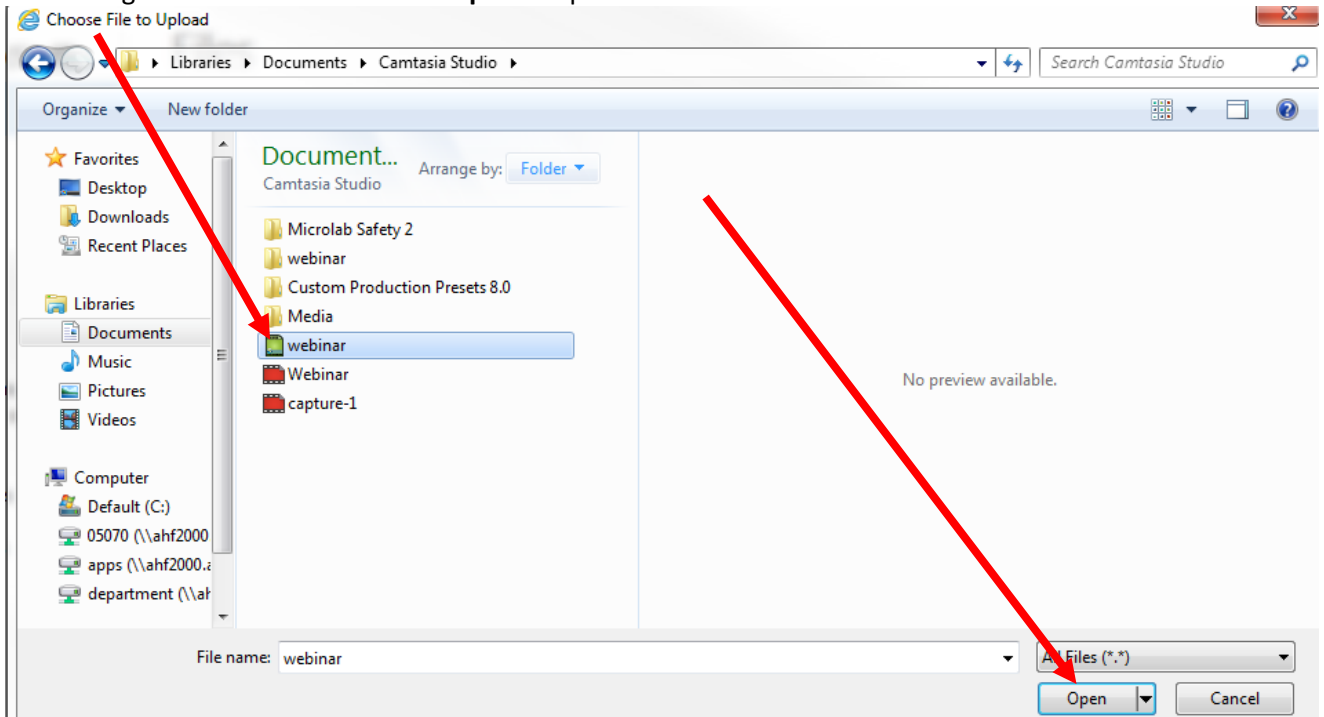 Choose File to Upload
Libraries Documents Camtasia Studio
Search Camtasia Studio
Organize New folder
Favorites
Desktop
Downloads
Recent Places
Libraries
Documents
Music
Pictures
Videos
Computer
Default (C:)
05070 (\\ahf2000
apps (\\ahf2000.a
department (\\ah
Document...
Camtasia Studio
Arrange by: Folder
Microlab Safety 2
webinar
Custom Production Presets 8.0
Media
webinar
Webinar
capture-1
No preview available.
File name: webinar
All Files (*.*)
Open Cancel